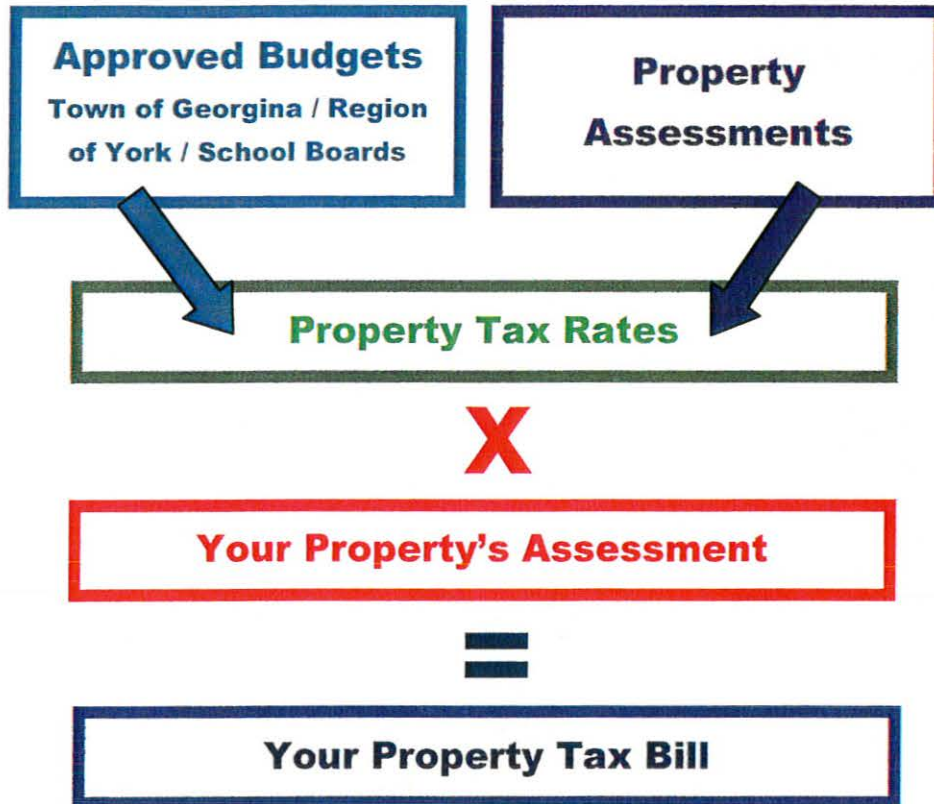 Approved Budgets
Town of Georgina / Region
of York / School Boards
Property
Assessments
Property Tax Rates
X
Your Property's Assessment
=
Your Property Tax Bill